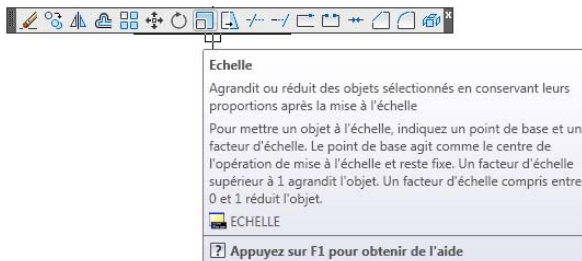 Echelle
Agrandit ou réduit des objets sélectionnés en conservant leurs
proportions après la mise à l'échelle
Pour mettre un objet à l'échelle, indiquez un point de base et un
facteur d'échelle. Le point de base agit comme le centre de
l'opération de mise à l'échelle et reste fixe. Un facteur d'échelle
supérieur à 1 agrandit l'objet. Un facteur d'échelle compris entre
0 et 1 réduit l'objet.
ECHELLE
? Appuyez sur F1 pour obtenir de l'aide